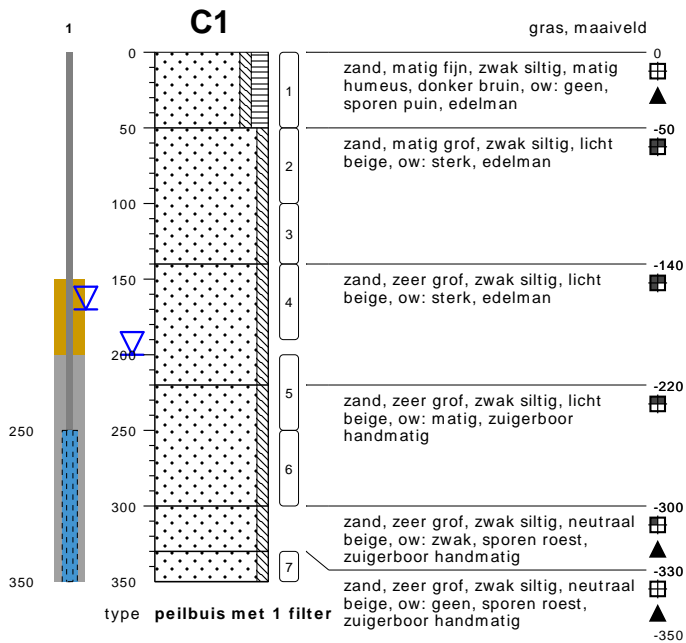 C1
1
gras, maaiveld
0
50
100
150
200
250
300
350
250
350
1
2
3
4
5
6
7
0
zand, matig fijn, zwak siltig, matig
humeus, donker bruin, ow: geen,
sporen puin, edelman
-50
zand, matig grof, zwak siltig, licht
beige, ow: sterk, edelman
-140
zand, zeer grof, zwak siltig, licht
beige, ow: sterk, edelman
-220
zand, zeer grof, zwak siltig, licht
beige, ow: matig, zuigerboor
handmatig
-300
zand, zeer grof, zwak siltig, neutraal
beige, ow: zwak, sporen roest,
zuigerboor handmatig
-330
zand, zeer grof, zwak siltig, neutraal
beige, ow: geen, sporen roest,
zuigerboor handmatig
-350
type peilbuis met 1 filter